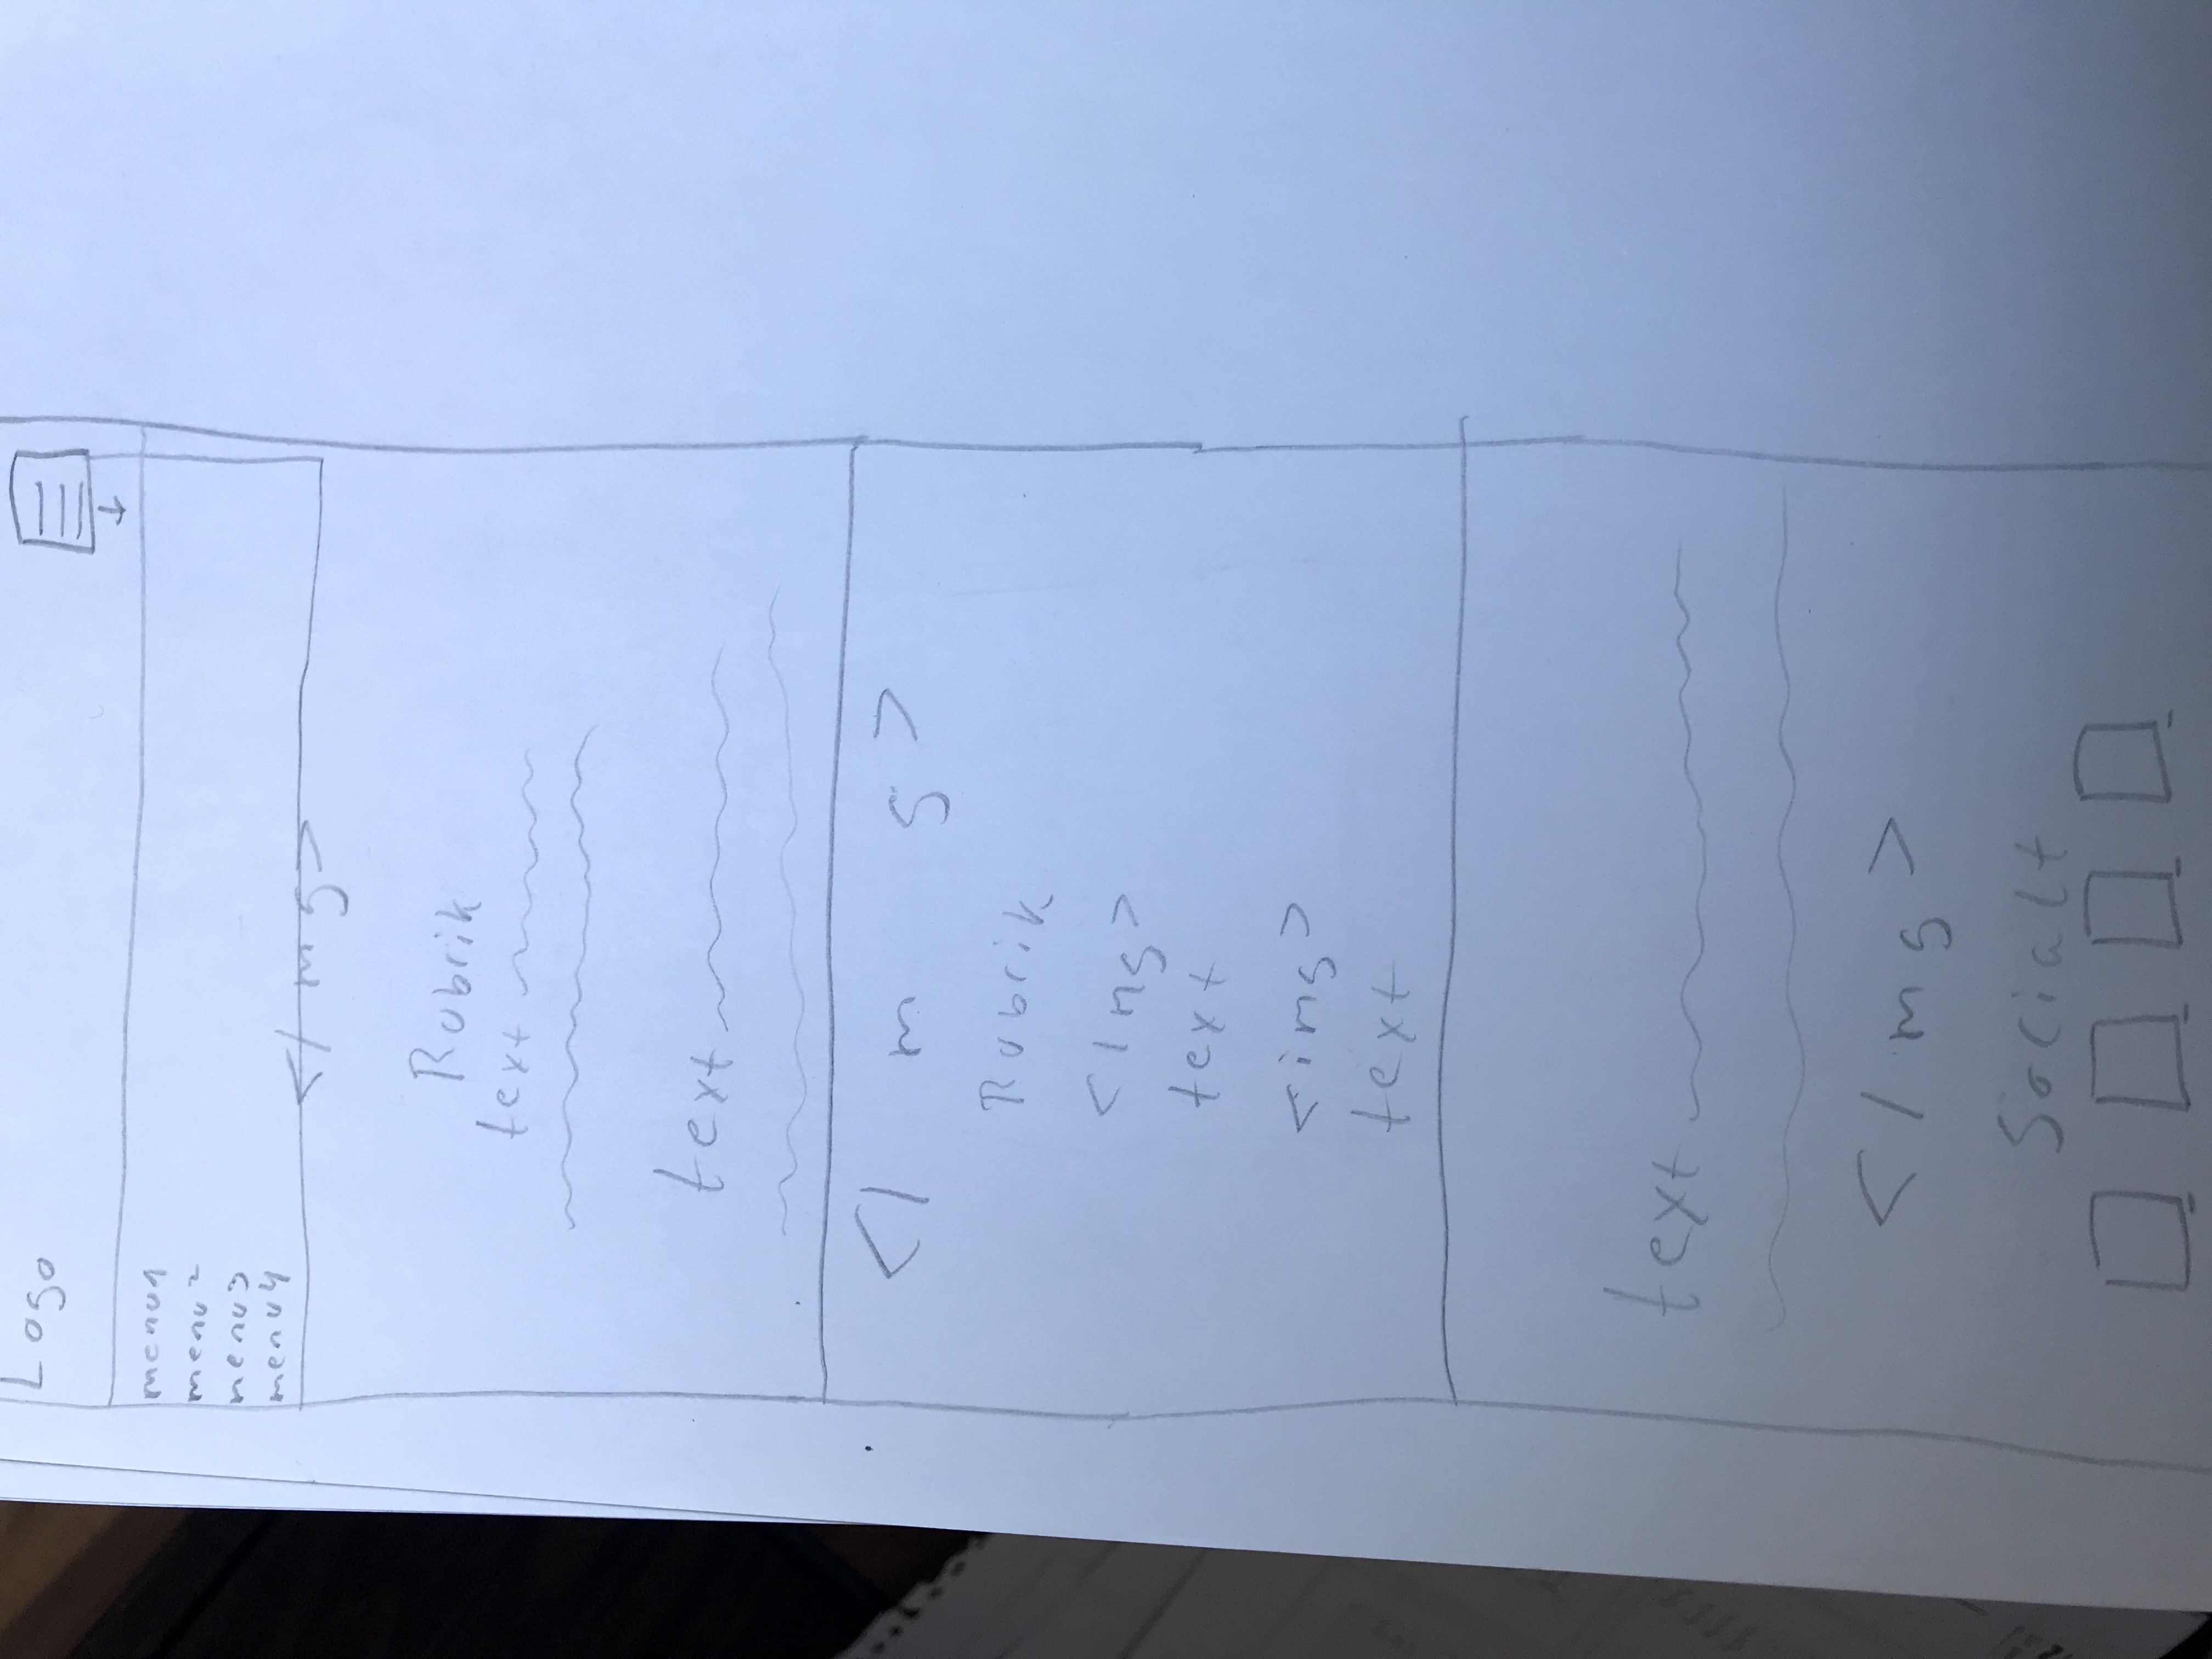 Logo
menu1
menu2
menu3
menu4
<Img>
Rubrik
text
text
<Img>
Rubrik
<Img>
text
<img>
text
text
<Img>
Socialt